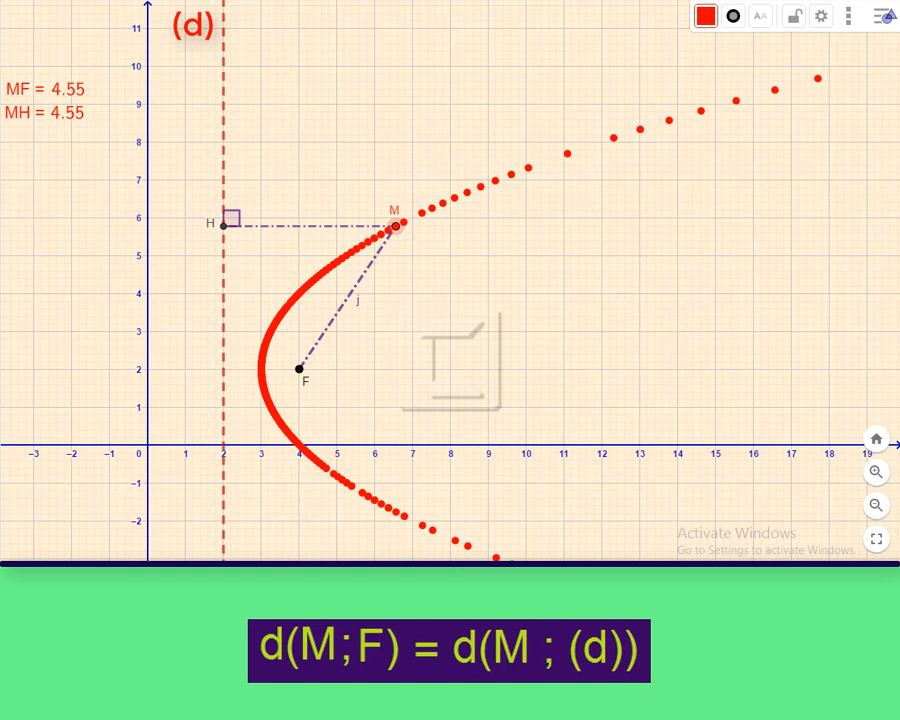 (d)
11
AA
10
MF = 4.55
9
MH = 4.55
8
7
M
6
H
5
4
j
3
2
F
1
−3 −2 −1 0 1 2 3 4 5 6 7 8 9 10 11 12 13 14 15 16 17 18 19
−1
−2
Activate Windows
Go to Settings to activate Windows.
d(M;F) = d(M ; (d))